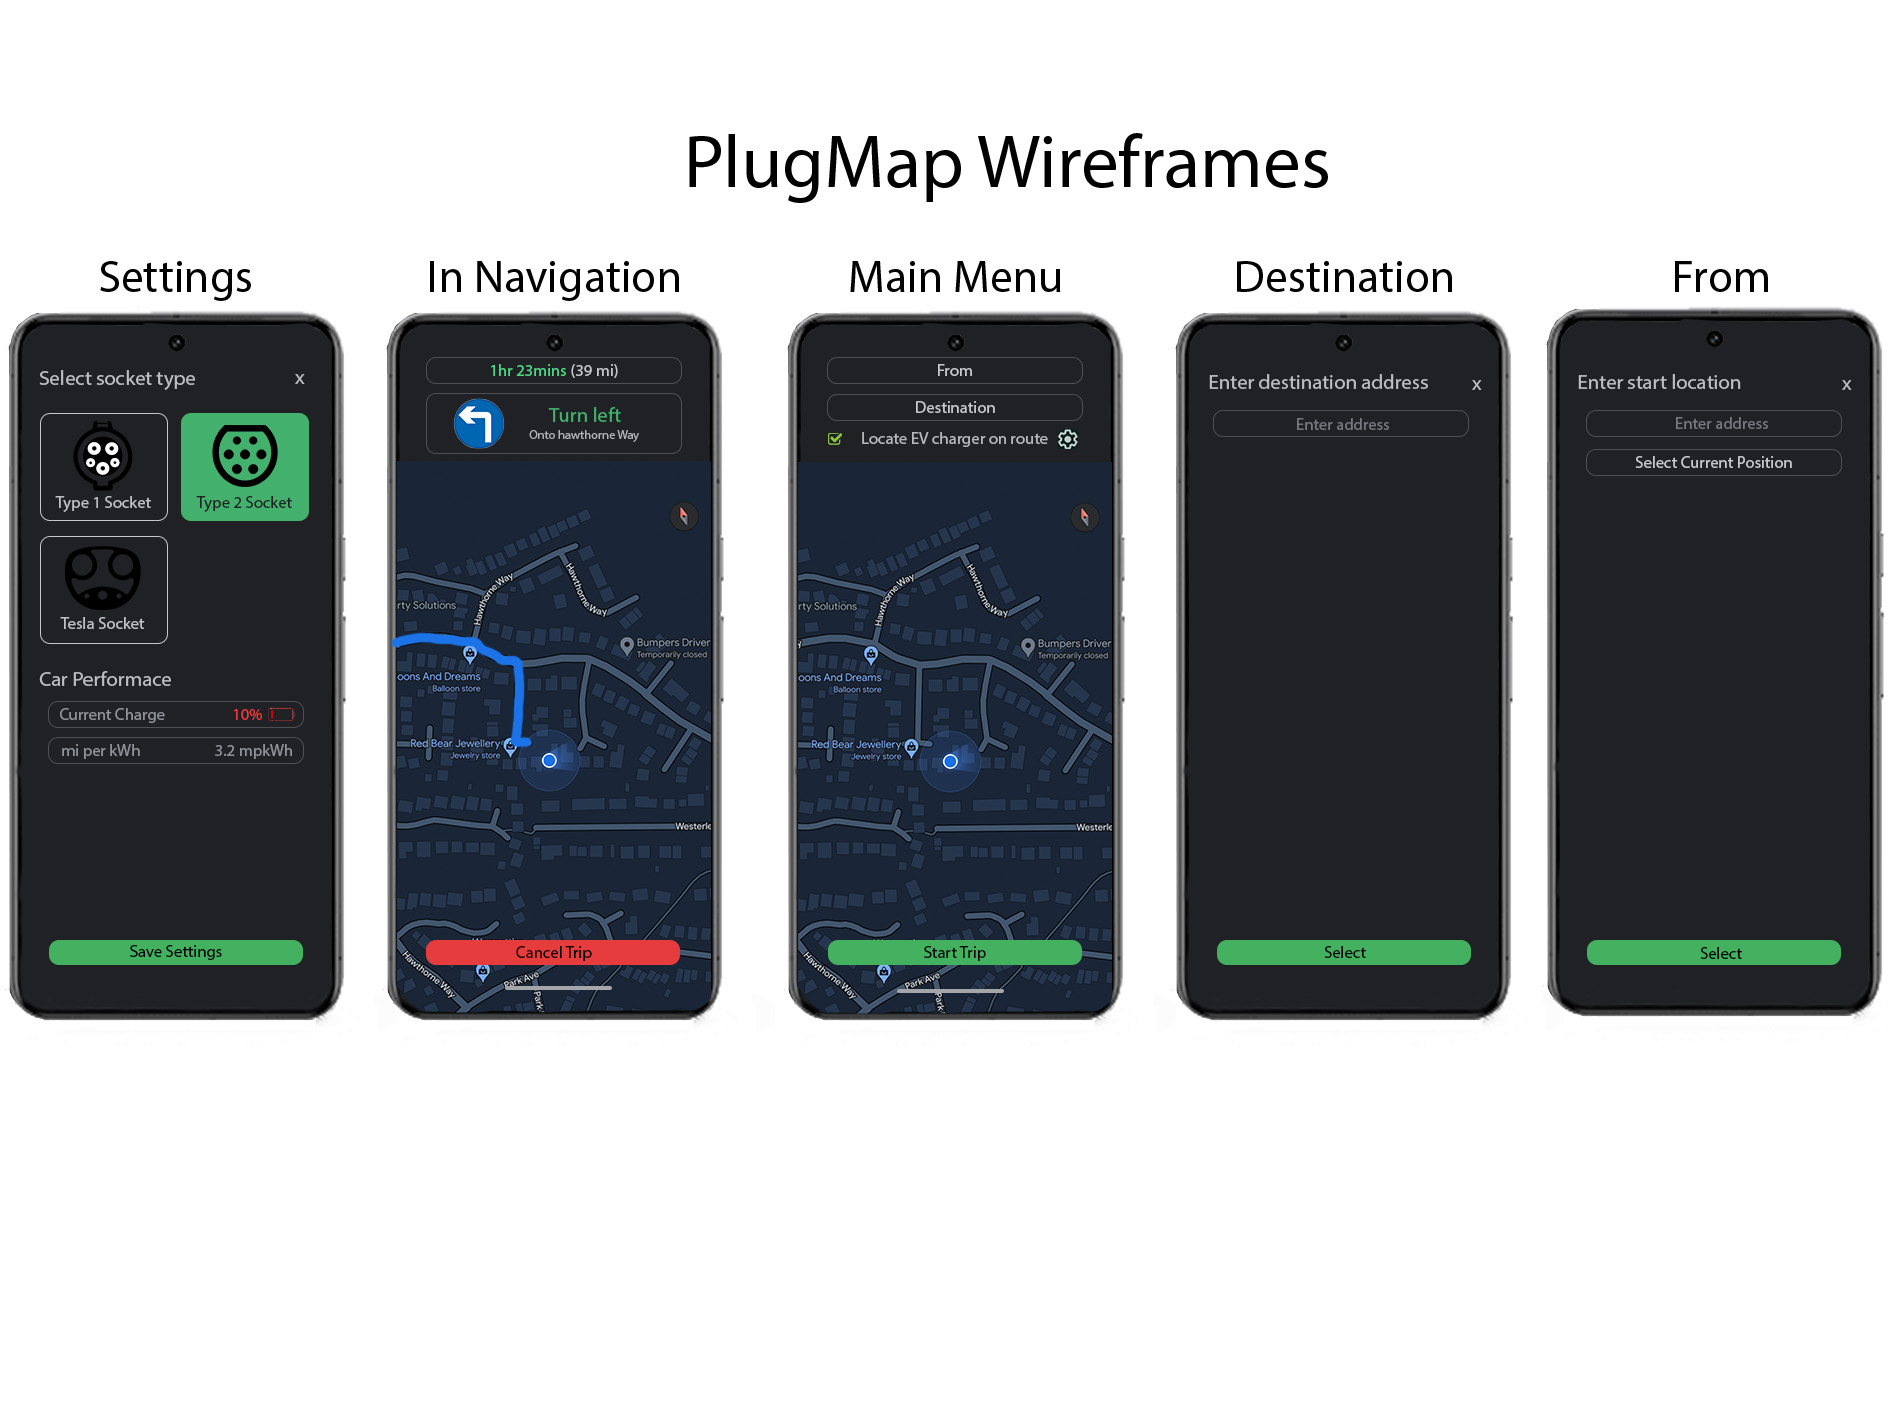 PlugMap Wireframes
Settings
Select socket type
x
Type 1 Socket
Type 2 Socket
Tesla Socket
Car Performace
Current Charge
10%
mi per kWh
3.2 mpkWh
Save Settings
In Navigation
1hr 23mins (39 mi)
Turn left
Onto hawthorne Way
Hawthorne Way
Hawthorne Way
rty Solutions
Bumpers Driver
Temporarily closed
oons And Dreams
Balloon store
Red Bear Jewellery
Jewelry store
Westerle
Cancel Trip
Hawthorne Way
Park Ave
Park
Main Menu
From
Destination
Locate EV charger on route
Hawthorne Way
Hawthorne Way
rty Solutions
y
Bumpers Driver
Temporarily closed
oons And Dreams
Balloon store
Red Bear Jewellery
Jewelry store
Westerle
Start Trip
Hawthorne Way
Park Ave
Park
Destination
Enter destination address
x
Enter address
Select
From
Enter start location
x
Enter address
Select Current Position
Select